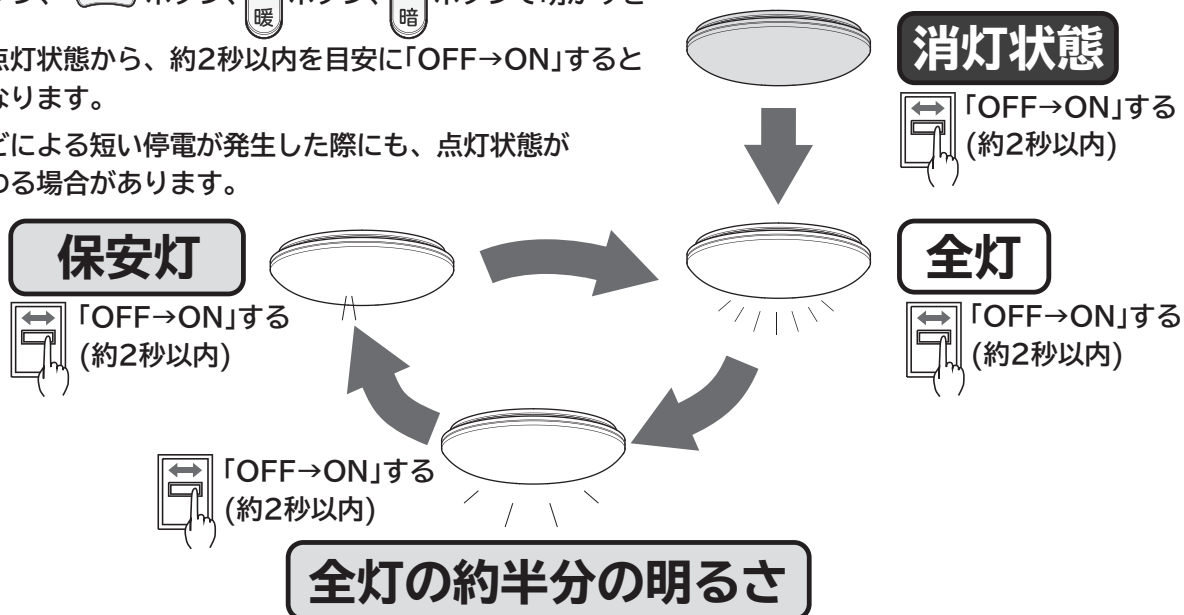 暖
暗
点灯状態から、約2秒以内を目安に「OFF→ON」すると
なります。
どによる短い停電が発生した際にも、点灯状態が
わる場合があります。
消灯状態
「OFF→ON」する
(約2秒以内)
保安灯
「OFF→ON」する
(約2秒以内)
全灯
「OFF→ON」する
(約2秒以内)
「OFF→ON」する
(約2秒以内)
全灯の約半分の明るさ